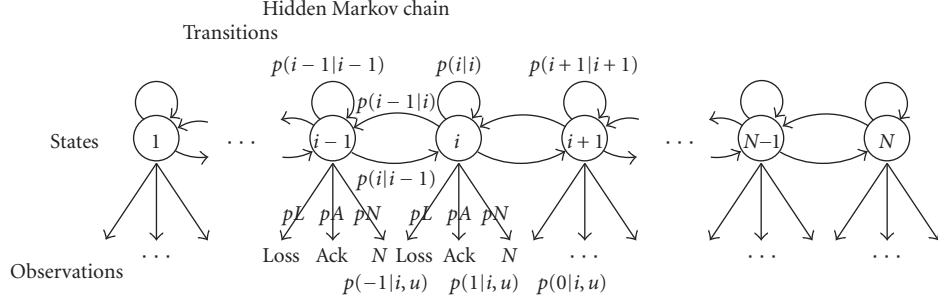 Hidden Markov chain
Transitions
p(i − 1|i − 1) p(i|i) p(i + 1|i + 1)
p(i − 1|i)
States 1 · · · i − 1 i i + 1 · · · N−1 N
p(i|i − 1)
pL pA pN pL pA pN
Loss Ack N Loss Ack N
Observations · · · · · · · · · · · ·
p(−1|i, u) p(1|i, u) p(0|i, u)